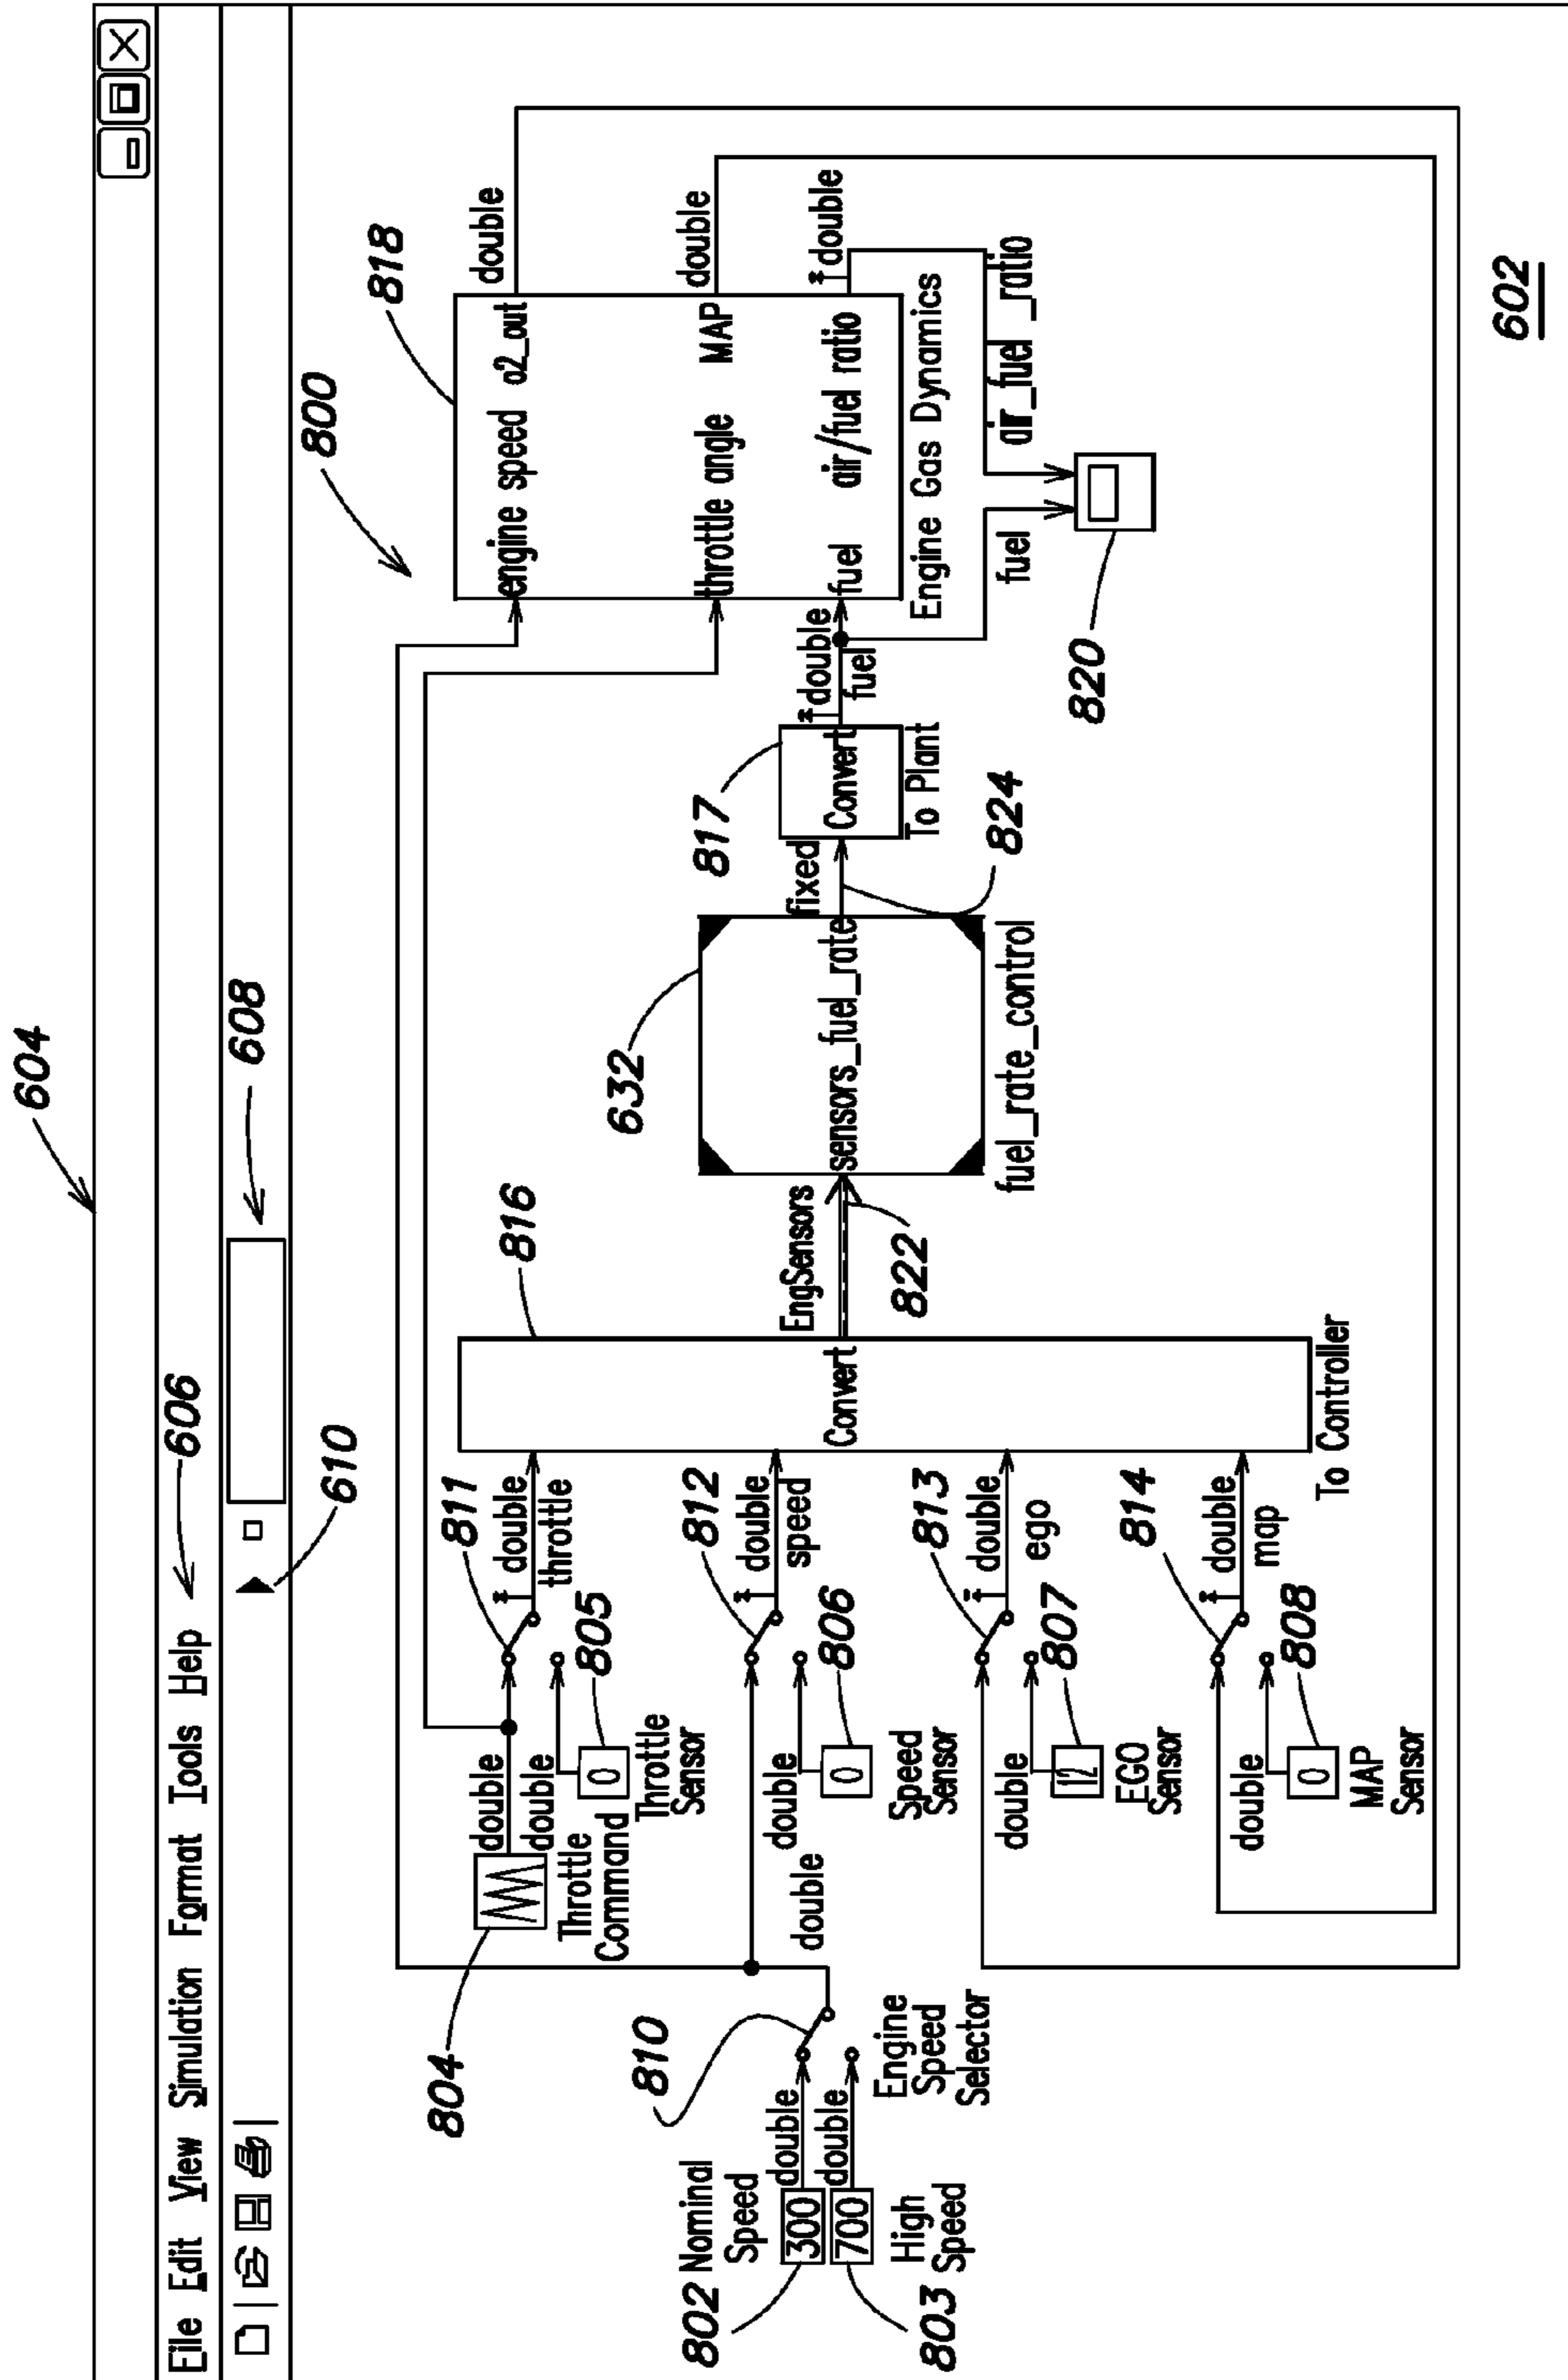 604
File Edit View Simulation Format Tools Help
606
608
610
800
818
804
Throttle
Command
double
double
805
0
Throttle
Sensor
811
double
throttle
802
Nominal
Speed
300
double
803
700
double
High
Speed
810
Engine
Speed
Selector
double
double
806
0
Speed
Sensor
812
double
speed
double
807
12
EGO
Sensor
813
double
ego
double
808
0
MAP
Sensor
814
double
map
816
Convert
To Controller
EngSensors
822
632
sensors_fuel_rate
fuel_rate_control
fixed
824
817
Convert
To Plant
double
fuel
engine speed o2_out
throttle angle MAP
fuel air/fuel ratio
Engine Gas Dynamics
double
double
double
air_fuel_ratio
fuel
820
602